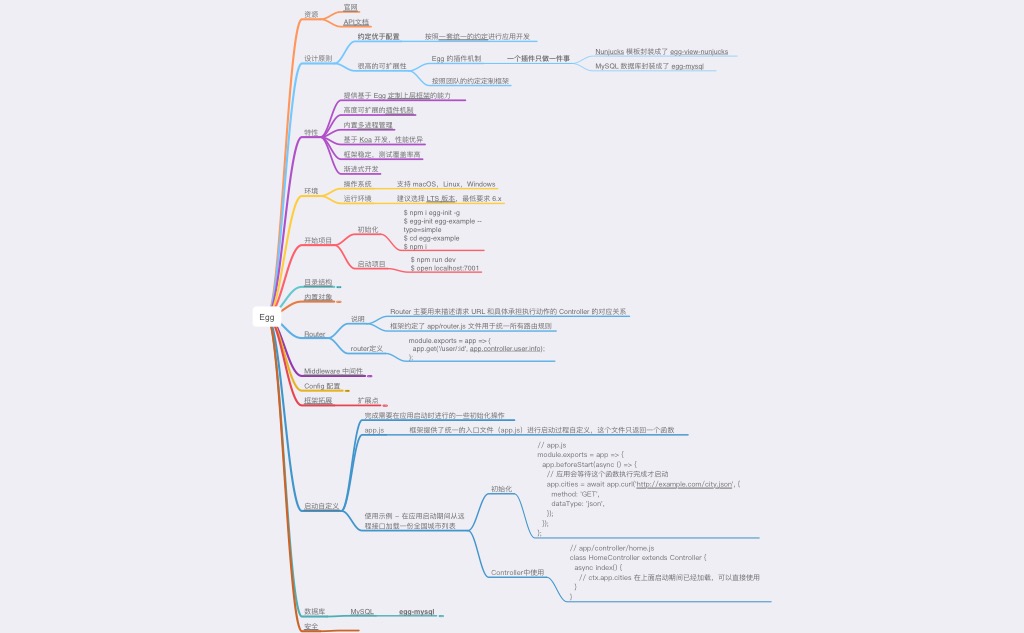 Egg
资源
官网
API文档
设计原则
约定优于配置
按照一套统一的约定进行应用开发
很高的可扩展性
Egg 的插件机制
一个插件只做一件事
Nunjucks 模板封装成了 egg-view-nunjucks
MySQL 数据库封装成了 egg-mysql
按照团队的约定定制框架
特性
提供基于 Egg 定制上层框架的能力
高度可扩展的插件机制
内置多进程管理
基于 Koa 开发，性能优异
框架稳定，测试覆盖率高
渐进式开发
环境
操作系统
支持 macOS，Linux，Windows
运行环境
建议选择 LTS 版本，最低要求 6.x
开始项目
初始化
$ npm i egg-init -g
$ egg-init egg-example --
type=simple
$ cd egg-example
$ npm i
启动项目
$ npm run dev
$ open localhost:7001
目录结构
内置对象
Router
说明
Router 主要用来描述请求 URL 和具体承担执行动作的 Controller 的对应关系
框架约定了 app/router.js 文件用于统一所有路由规则
router定义
module.exports = app => {
app.get('/user/:id', app.controller.user.info);
};
Middleware 中间件
Config 配置
框架拓展
扩展点
启动自定义
完成需要在应用启动时进行的一些初始化操作
app.js
框架提供了统一的入口文件（app.js）进行启动过程自定义，这个文件只返回一个函数
使用示例 - 在应用启动期间从远
程接口加载一份全国城市列表
初始化
// app.js
module.exports = app => {
app.beforeStart(async () => {
// 应用会等待这个函数执行完成才启动
app.cities = await app.curl('http://example.com/city.json', {
method: 'GET',
dataType: 'json',
});
});
};
Controller中使用
// app/controller/home.js
class HomeController extends Controller {
async index() {
// ctx.app.cities 在上面启动期间已经加载，可以直接使用
}
}
数据库
MySQL
egg-mysql
安全